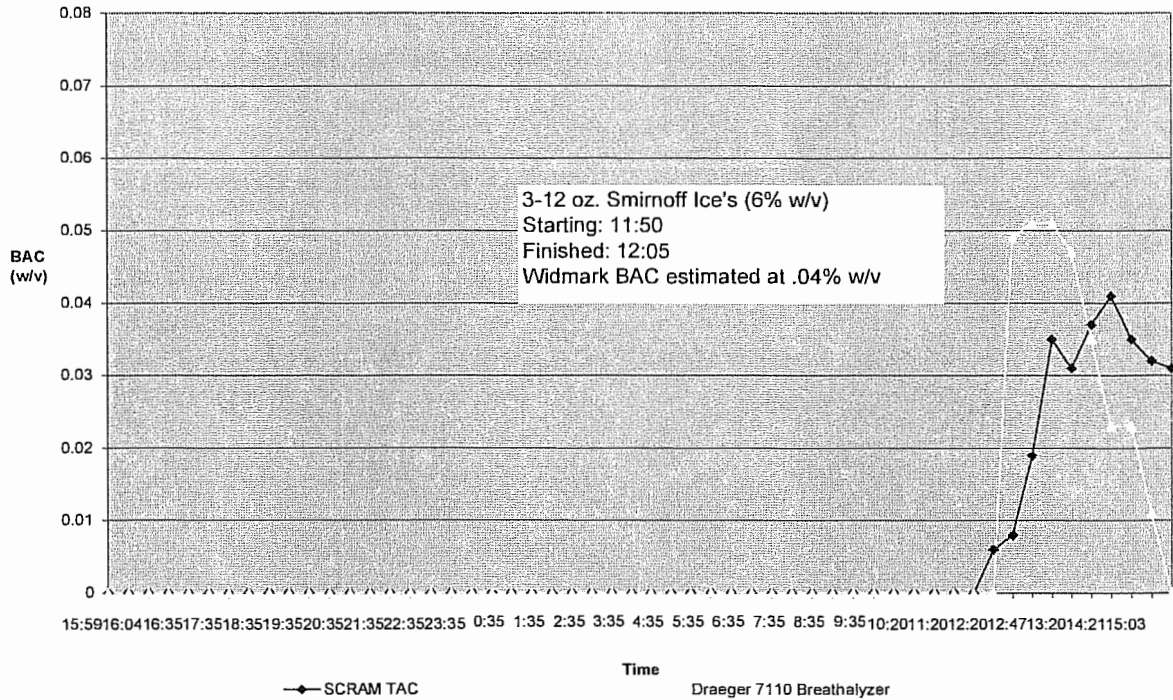 0.08
0.07
0.06
0.05
0.04
0.03
0.02
0.01
0
BAC
(w/v)
3-12 oz. Smirnoff Ice's (6% w/v)
Starting: 11:50
Finished: 12:05
Widmark BAC estimated at .04% w/v
15:5916:0416:3517:3518:3519:3520:3521:3522:3523:35 0:35 1:35 2:35 3:35 4:35 5:35 6:35 7:35 8:35 9:35 10:2011:2012:2012:4713:2014:2115:03
Time
SCRAM TAC Draeger 7110 Breathalyzer